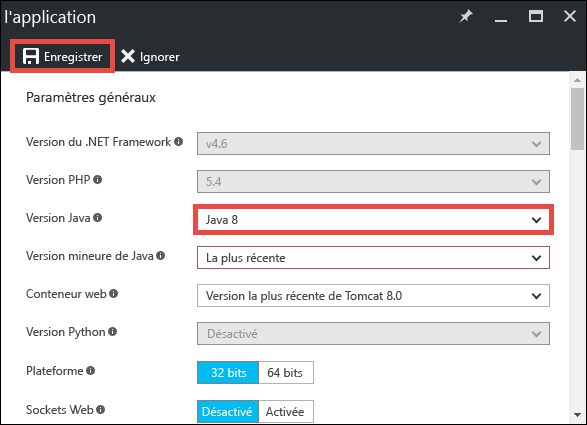 l'application
Enregistrer Ignorer
Paramètres généraux
Version du .NET Framework v4.6
Version PHP 5.4
Version Java Java 8
Version mineure de Java La plus récente
Conteneur web Version la plus récente de Tomcat 8.0
Version Python Désactivé
Plateforme 32 bits 64 bits
Sockets Web Désactivé Activée